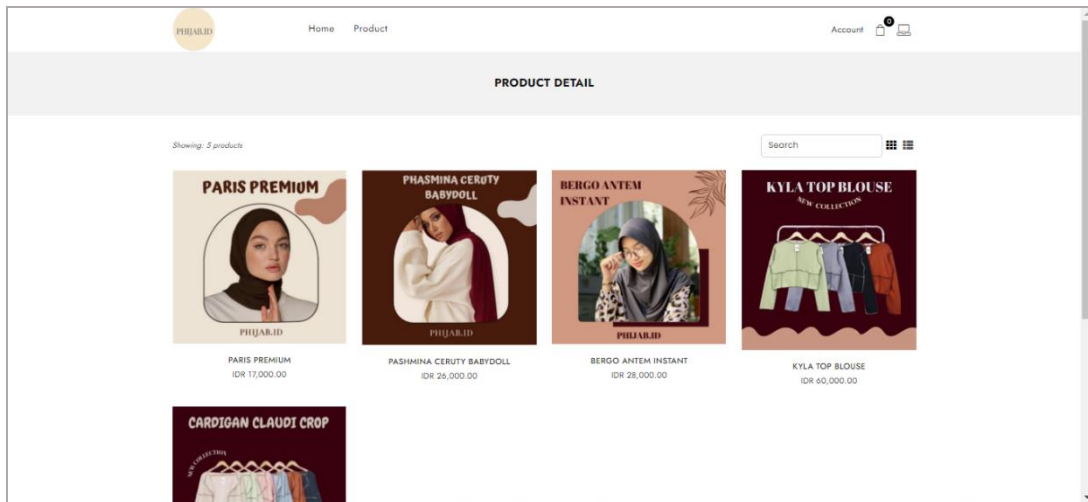 PHIJAB.ID
Home Product
Account 0
PRODUCT DETAIL
Showing: 5 products
Search
PARIS PREMIUM
PHIJAB.ID
PARIS PREMIUM
IDR 17,000.00
PHASMINA CERUTY
BABYDOLL
PHIJAB.ID
PASHMINA CERUTY BABYDOLL
IDR 26,000.00
BERGO ANTEM
INSTANT
PHIJAB.ID
BERGO ANTEM INSTANT
IDR 28,000.00
KYLA TOP BLOUSE
NEW COLLECTION
KYLA TOP BLOUSE
IDR 60,000.00
CARDIGAN CLAUDI CROP
NEW COLLECTION